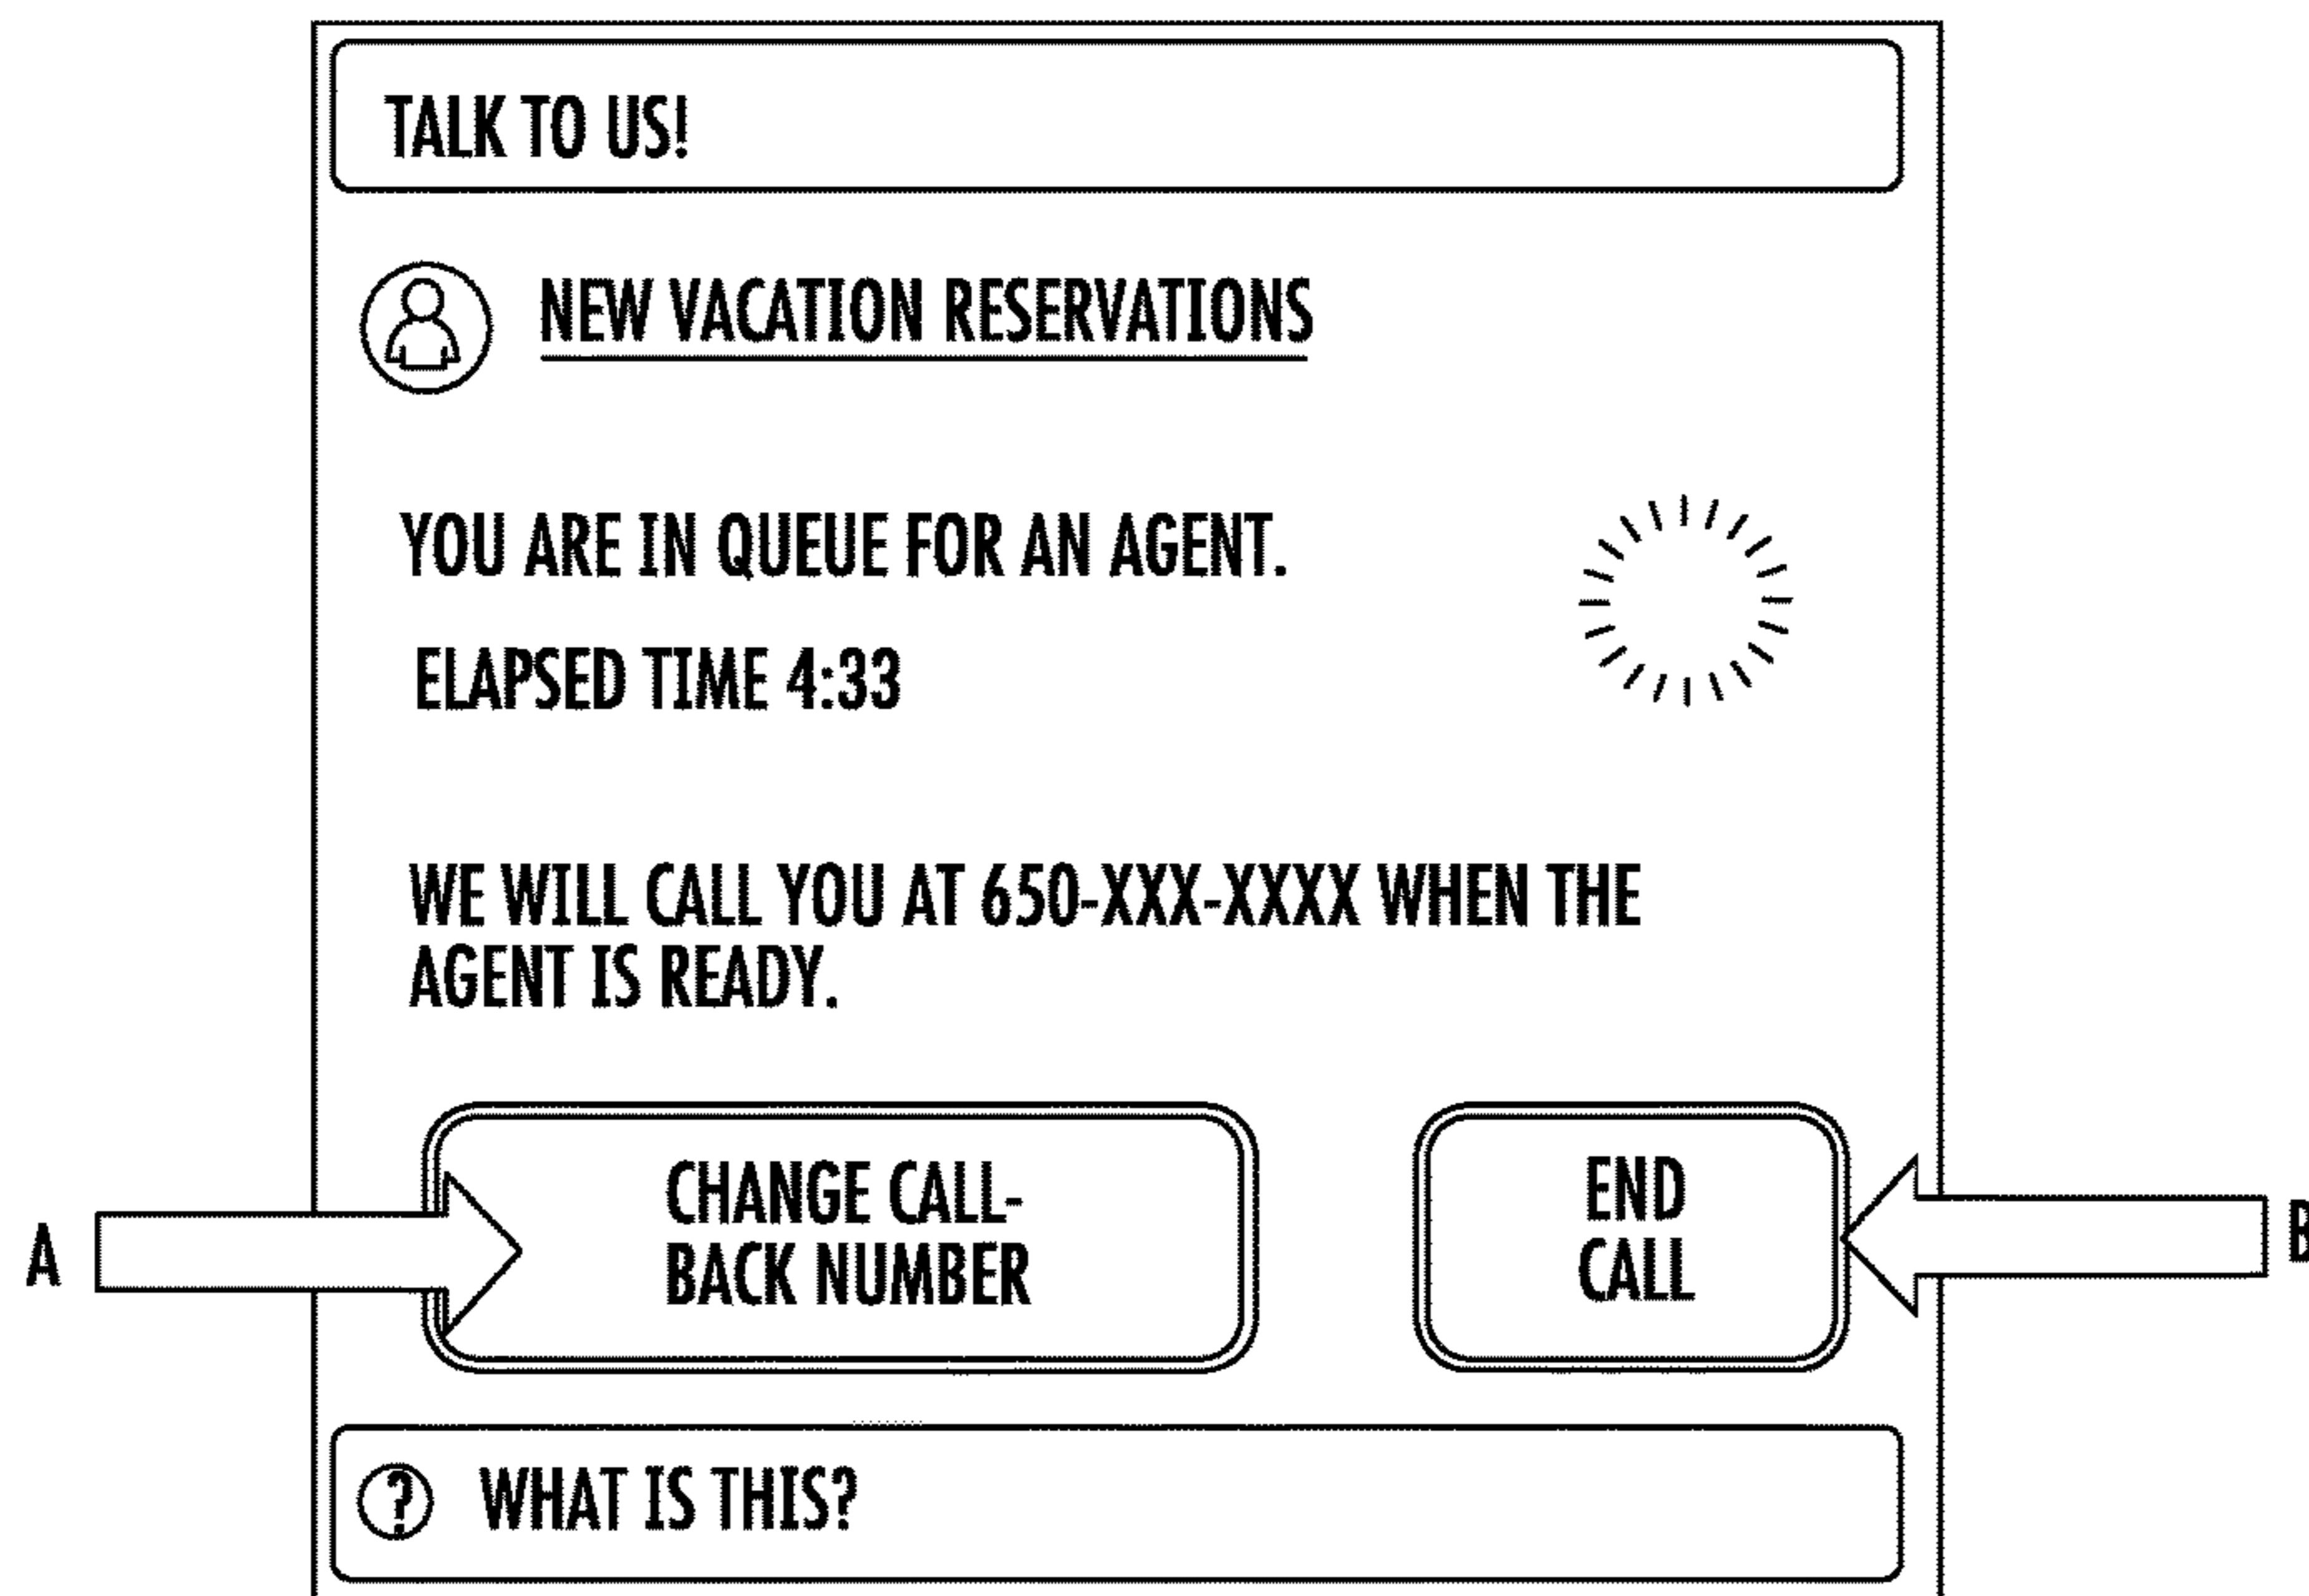 TALK TO US!
NEW VACATION RESERVATIONS
YOU ARE IN QUEUE FOR AN AGENT.
ELAPSED TIME 4:33
WE WILL CALL YOU AT 650-XXX-XXXX WHEN THE
AGENT IS READY.
CHANGE CALL-
BACK NUMBER
END
CALL
A
B
? WHAT IS THIS?